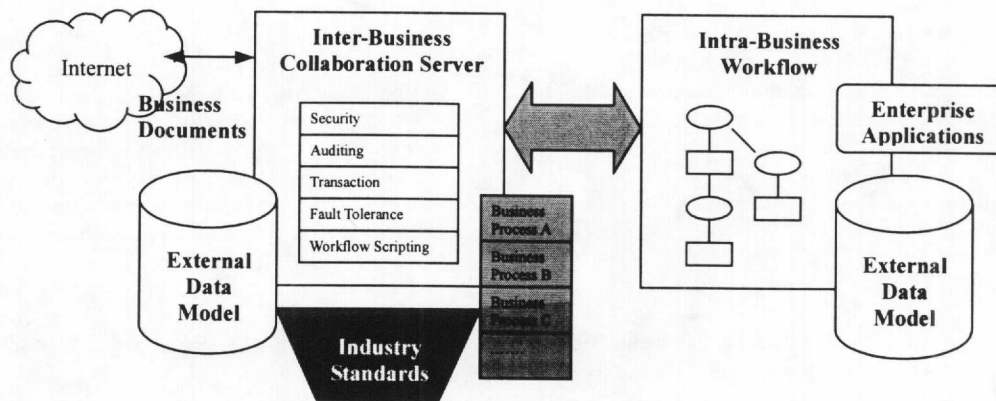 Internet
Business
Documents
Inter-Business
Collaboration Server
Security
Auditing
Transaction
Fault Tolerance
Workflow Scripting
External
Data
Model
Industry
Standards
Business
Process A
Business
Process B
Business
Process C
........
Intra-Business
Workflow
Enterprise
Applications
External
Data
Model